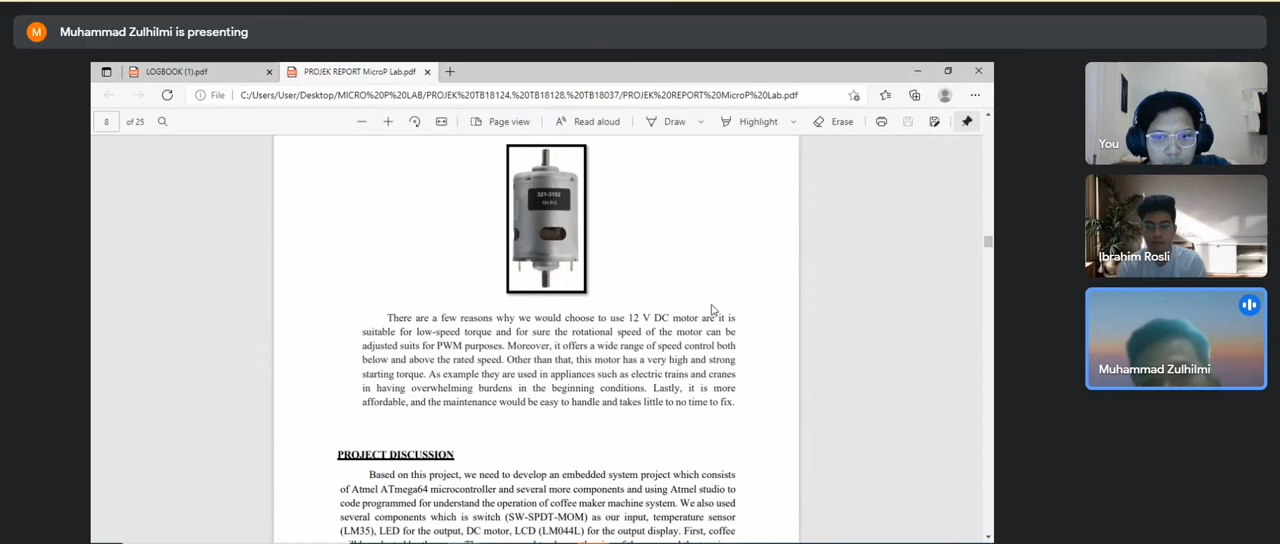 Muhammad Zulhilmi is presenting
M
LOGBOOK (1).pdf
PROJEK REPORT MicroP Lab.pdf
File
C:/Users/User/Desktop/MICRO%20P%20LAB/PROJEK%20TB18124,%20TB18128,%20TB18037/PROJEK%20REPORT%20MicroP%20Lab.pdf
8 of 25
Page view
Read aloud
Draw
Highlight
Erase
321-3192
There are a few reasons why we would choose to use 12 V DC motor are it is
suitable for low-speed torque and for sure the rotational speed of the motor can be
adjusted suits for PWM purposes. Moreover, it offers a wide range of speed control both
below and above the rated speed. Other than that, this motor has a very high and strong
starting torque. As example they are used in appliances such as electric trains and cranes
in having overwhelming burdens in the beginning conditions. Lastly, it is more
affordable, and the maintenance would be easy to handle and takes little to no time to fix.
PROJECT DISCUSSION
Based on this project, we need to develop an embedded system project which consists
of Atmel ATmega64 microcontroller and several more components and using Atmel studio to
code programmed for understand the operation of coffee maker machine system. We also used
several components which is switch (SW-SPDT-MOM) as our input, temperature sensor
(LM35), LED for the output, DC motor, LCD (LM044L) for the output display. First, coffee
You
Ibrahim Rosli
Muhammad Zulhilmi